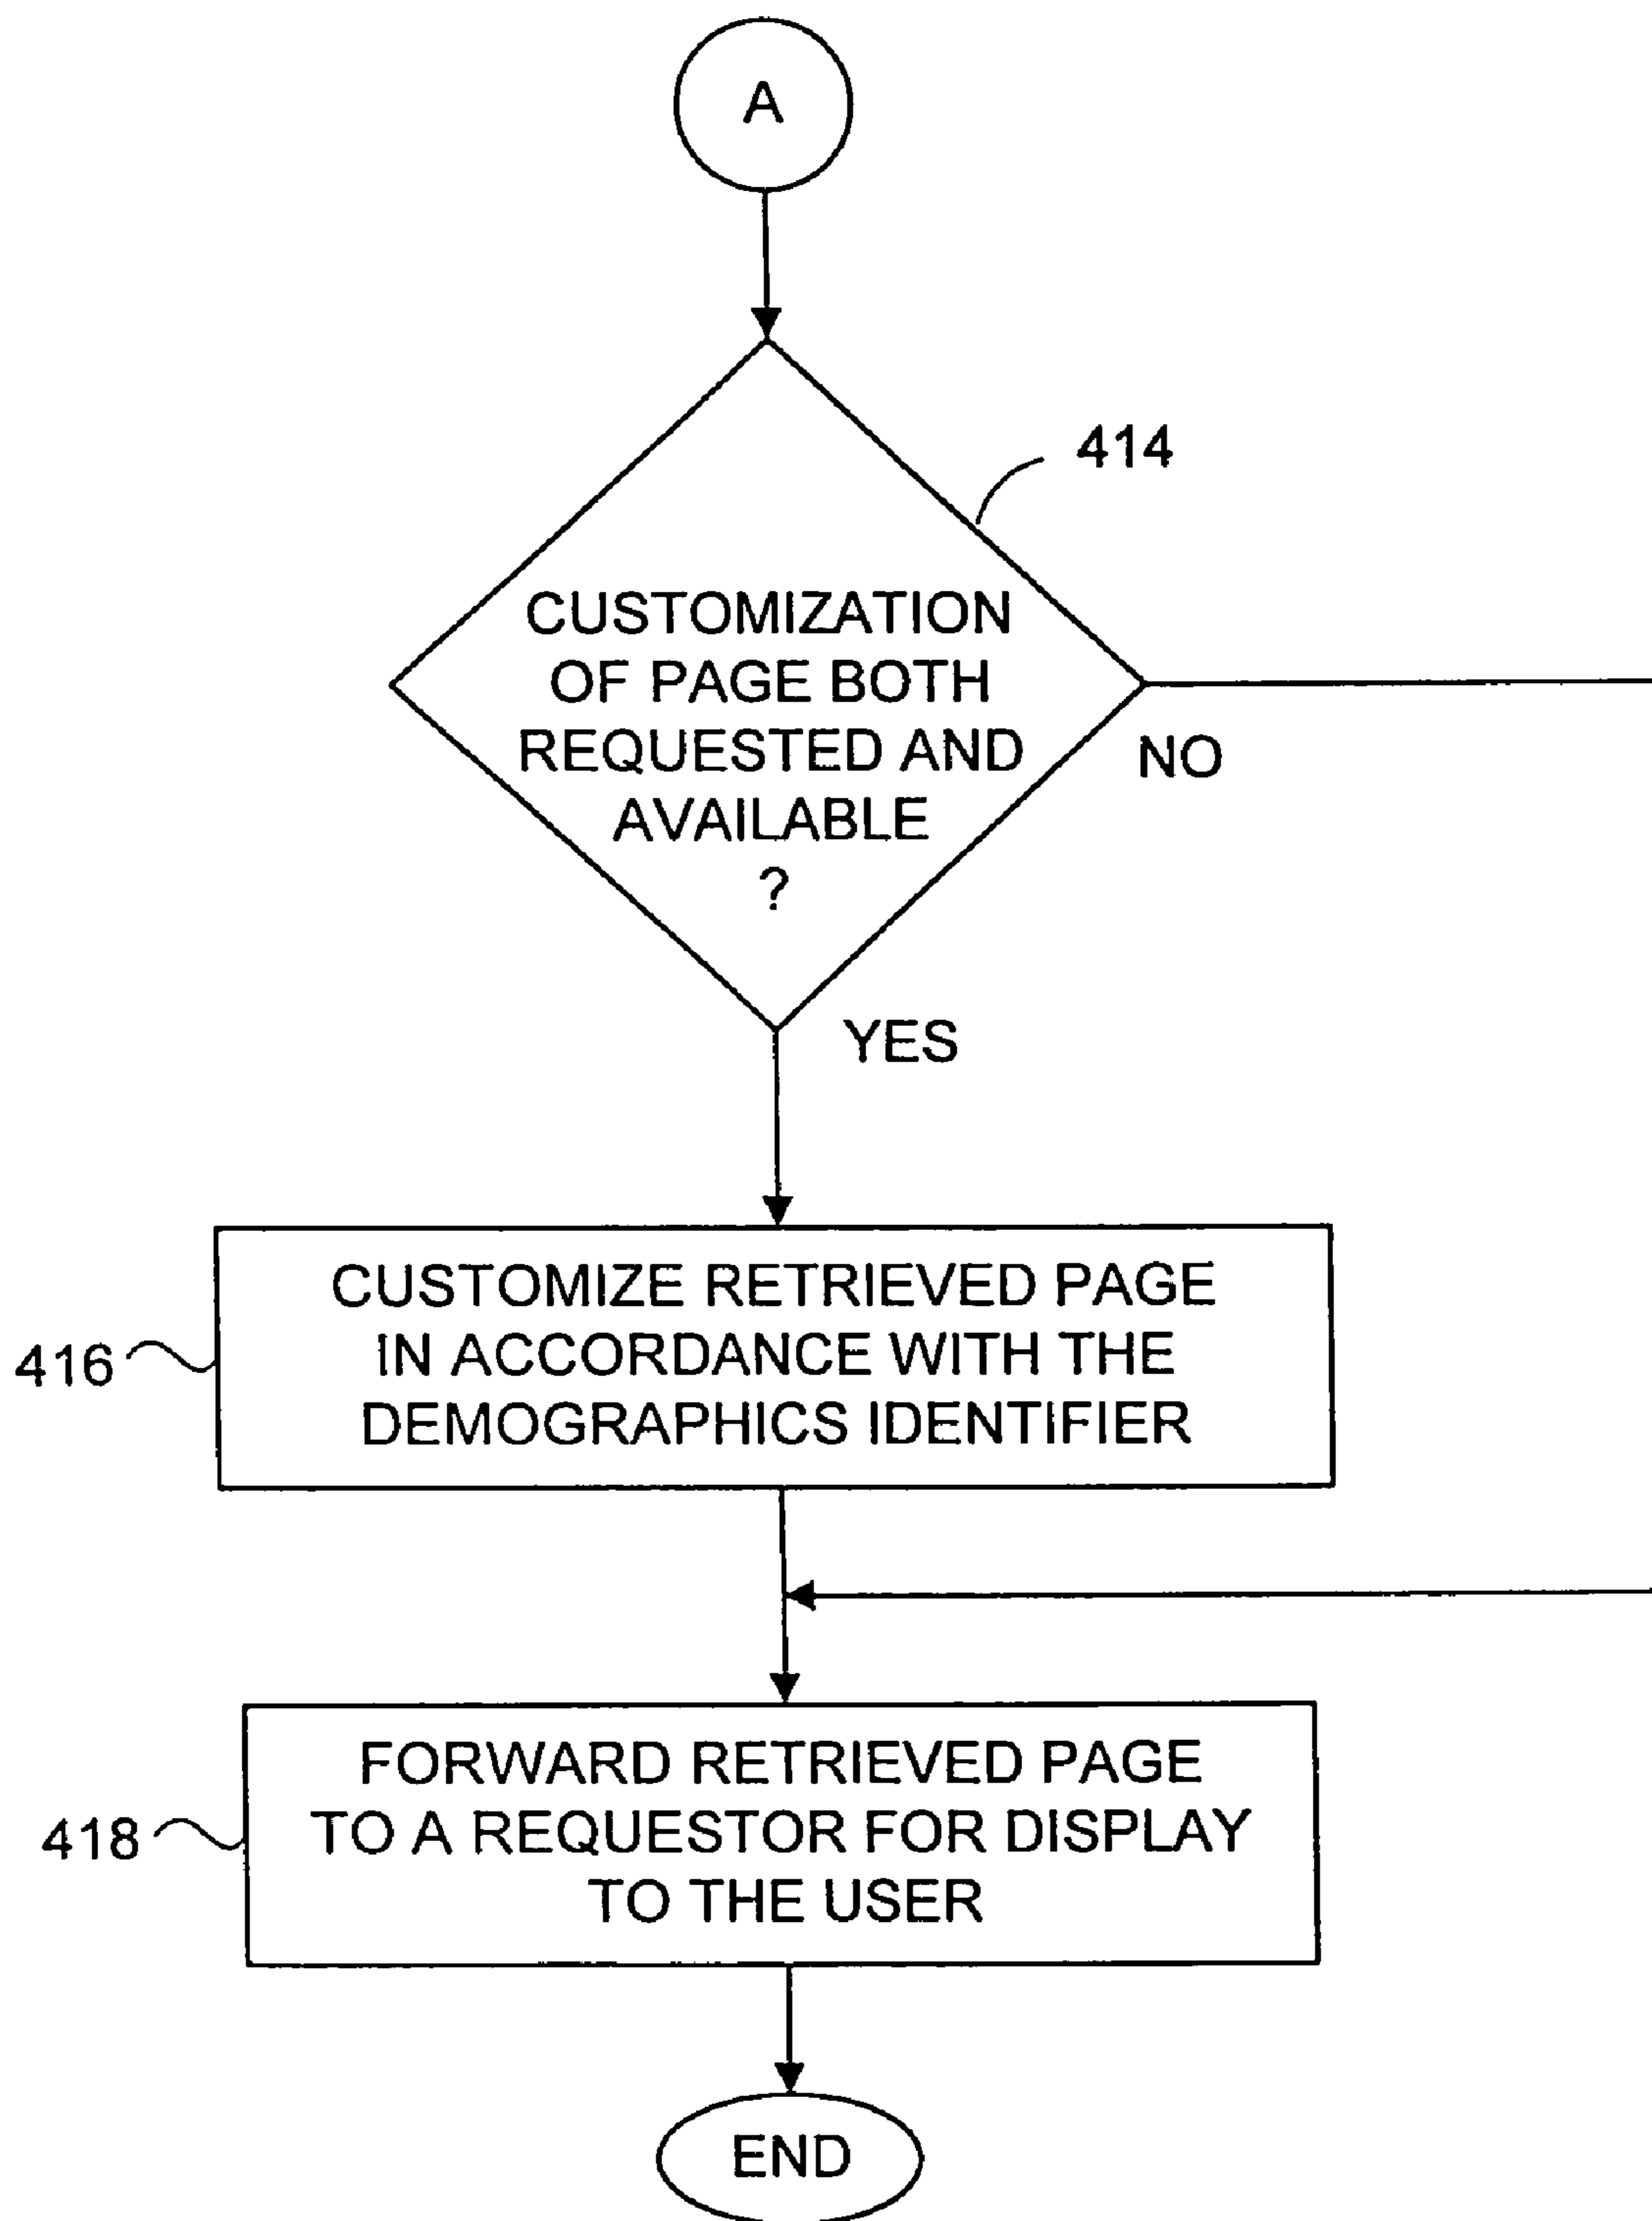 A
414
CUSTOMIZATION
OF PAGE BOTH
REQUESTED AND
AVAILABLE
?
NO
YES
416
CUSTOMIZE RETRIEVED PAGE
IN ACCORDANCE WITH THE
DEMOGRAPHICS IDENTIFIER
418
FORWARD RETRIEVED PAGE
TO A REQUESTOR FOR DISPLAY
TO THE USER
END